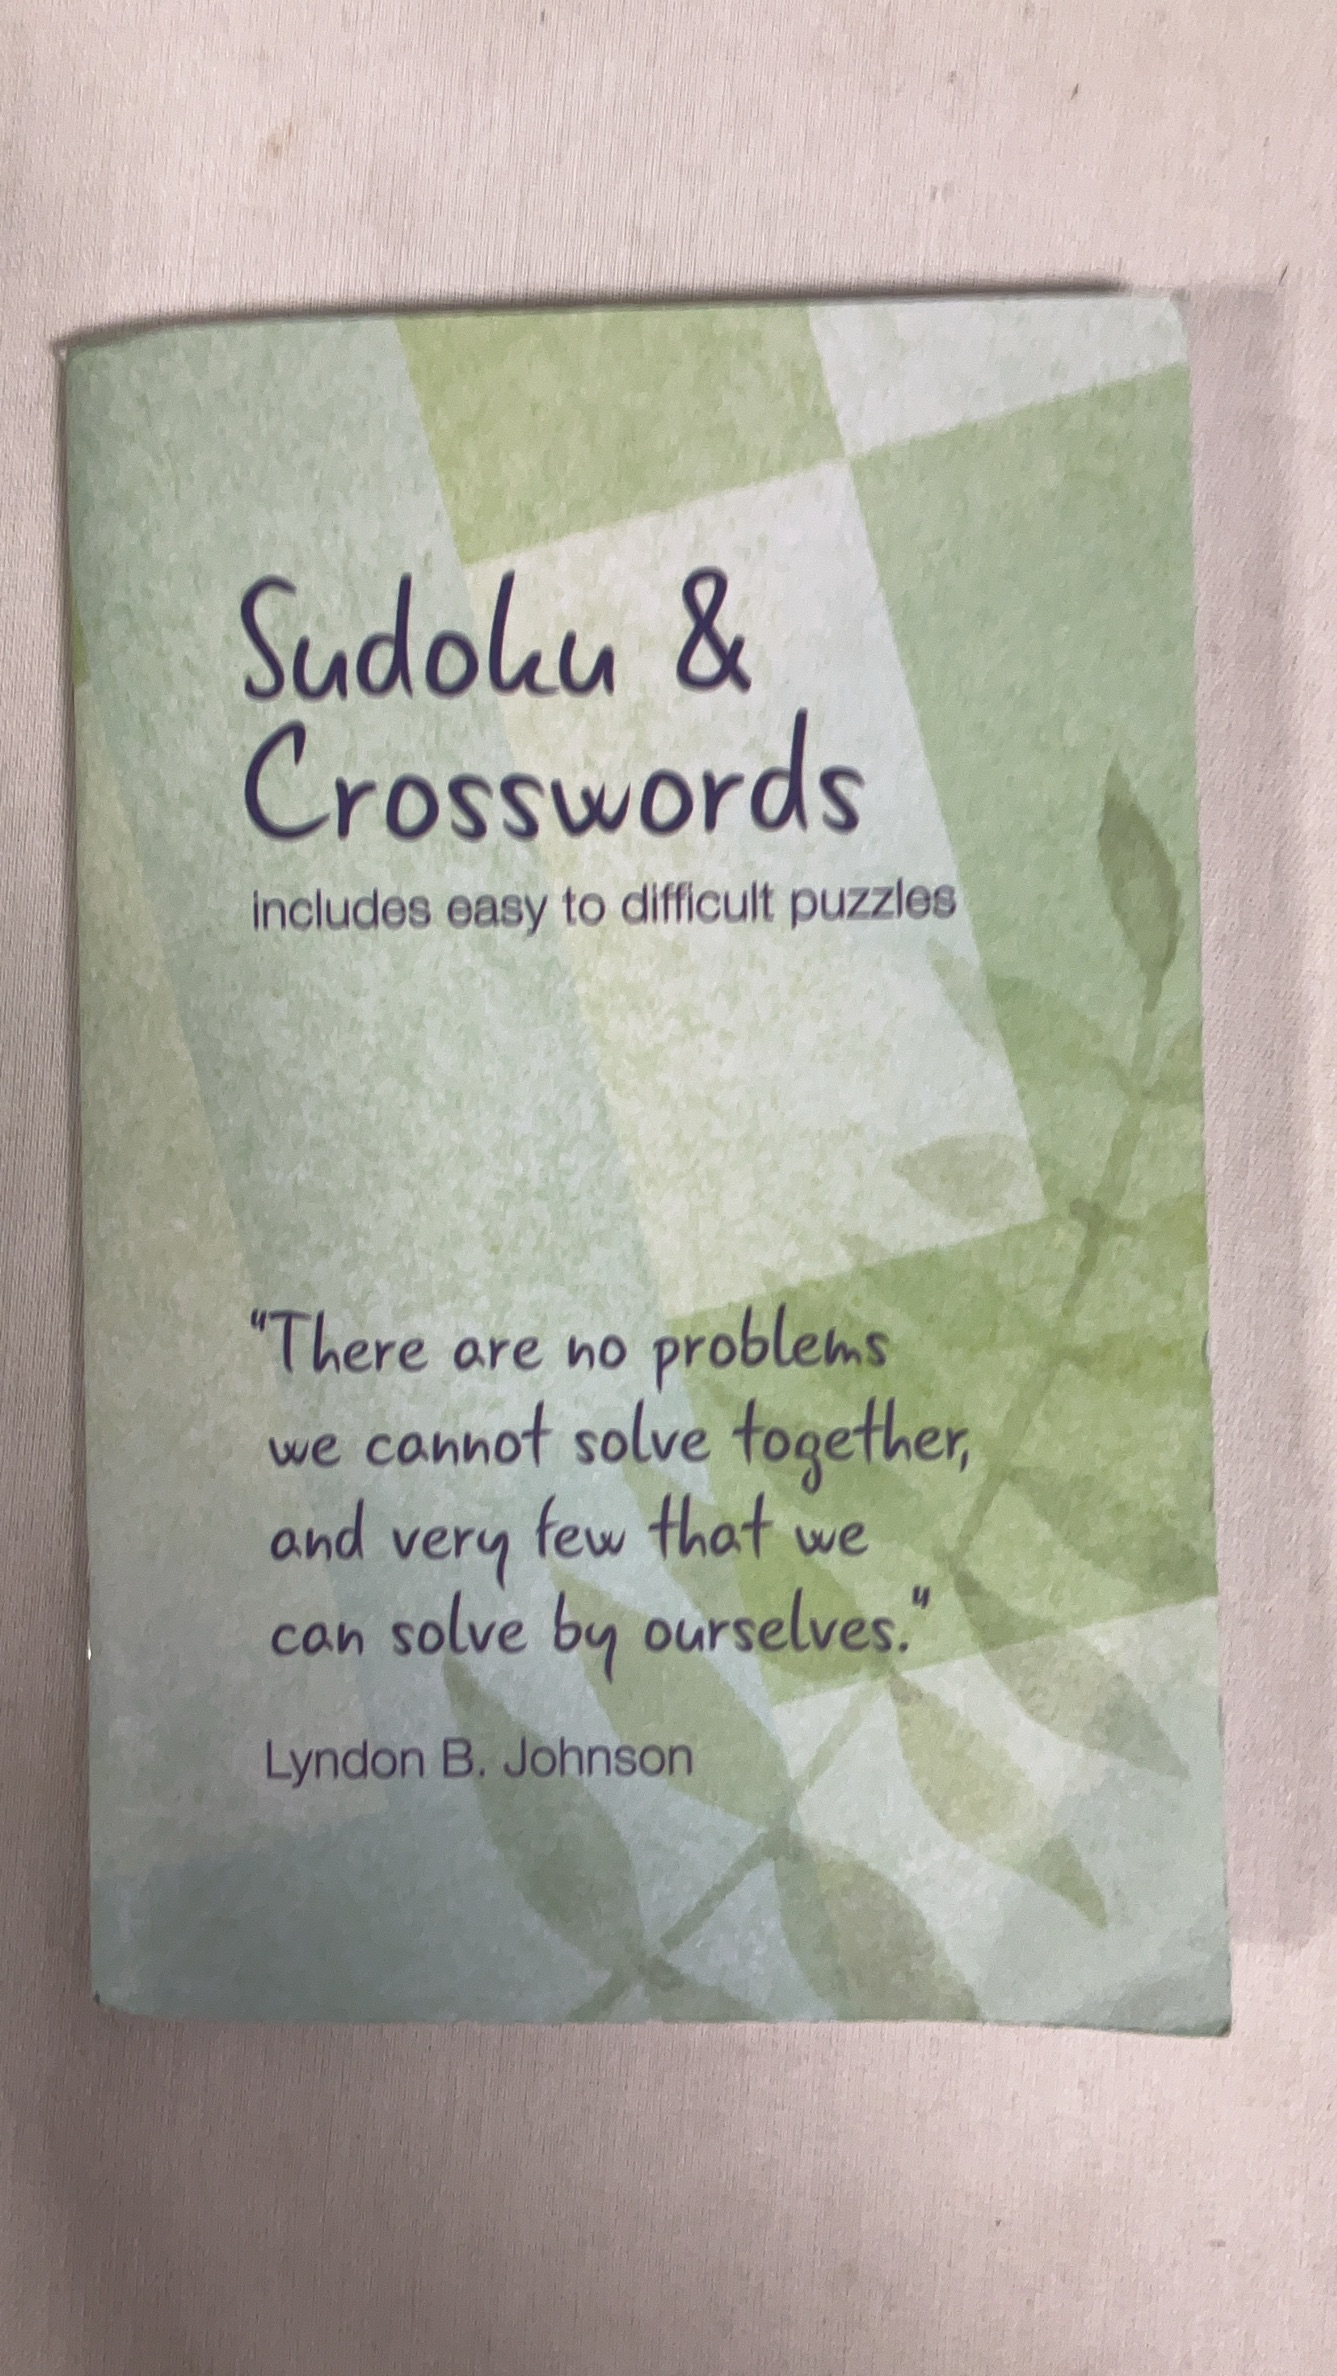 Sudoku &
Crosswords
includes easy to difficult puzzles
"There are no problems
we cannot solve together,
and very few that we
can solve by ourselves."
Lyndon B. Johnson